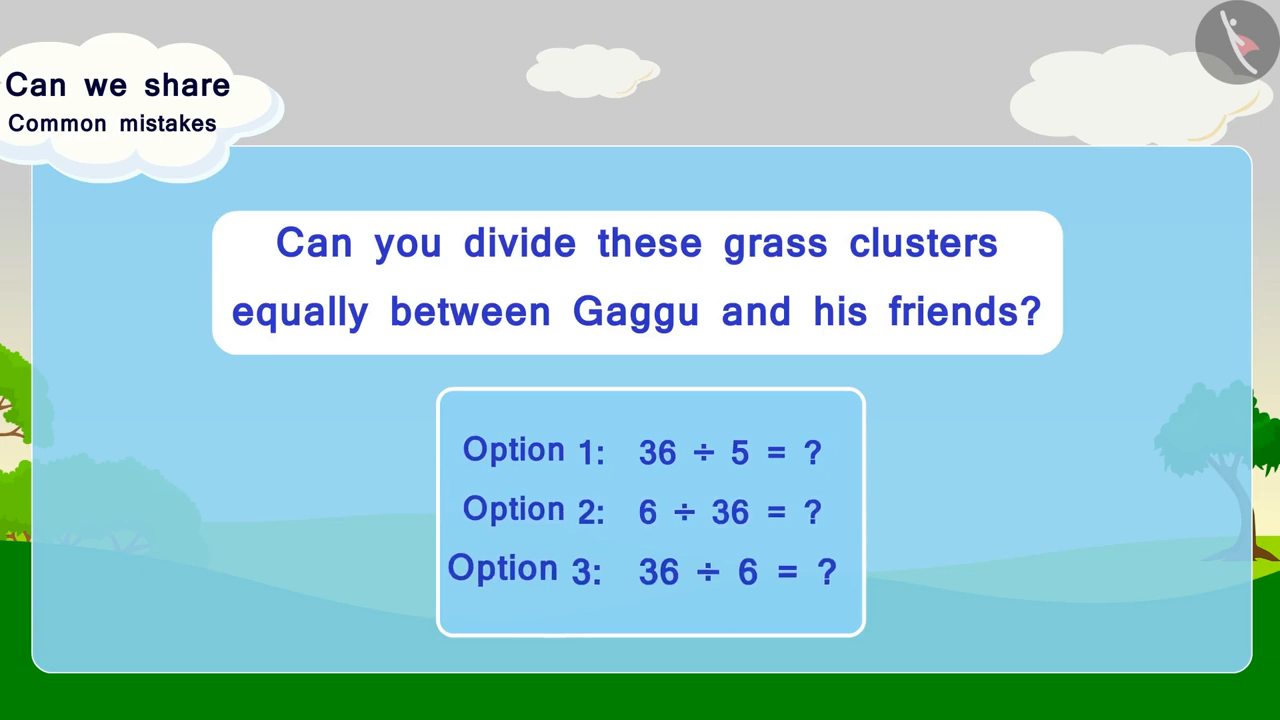 Can we share
Common mistakes
Can you divide these grass clusters
equally between Gaggu and his friends?
Option 1: 36 ÷ 5 = ?
Option 2: 6 ÷ 36 = ?
Option 3: 36 ÷ 6 = ?